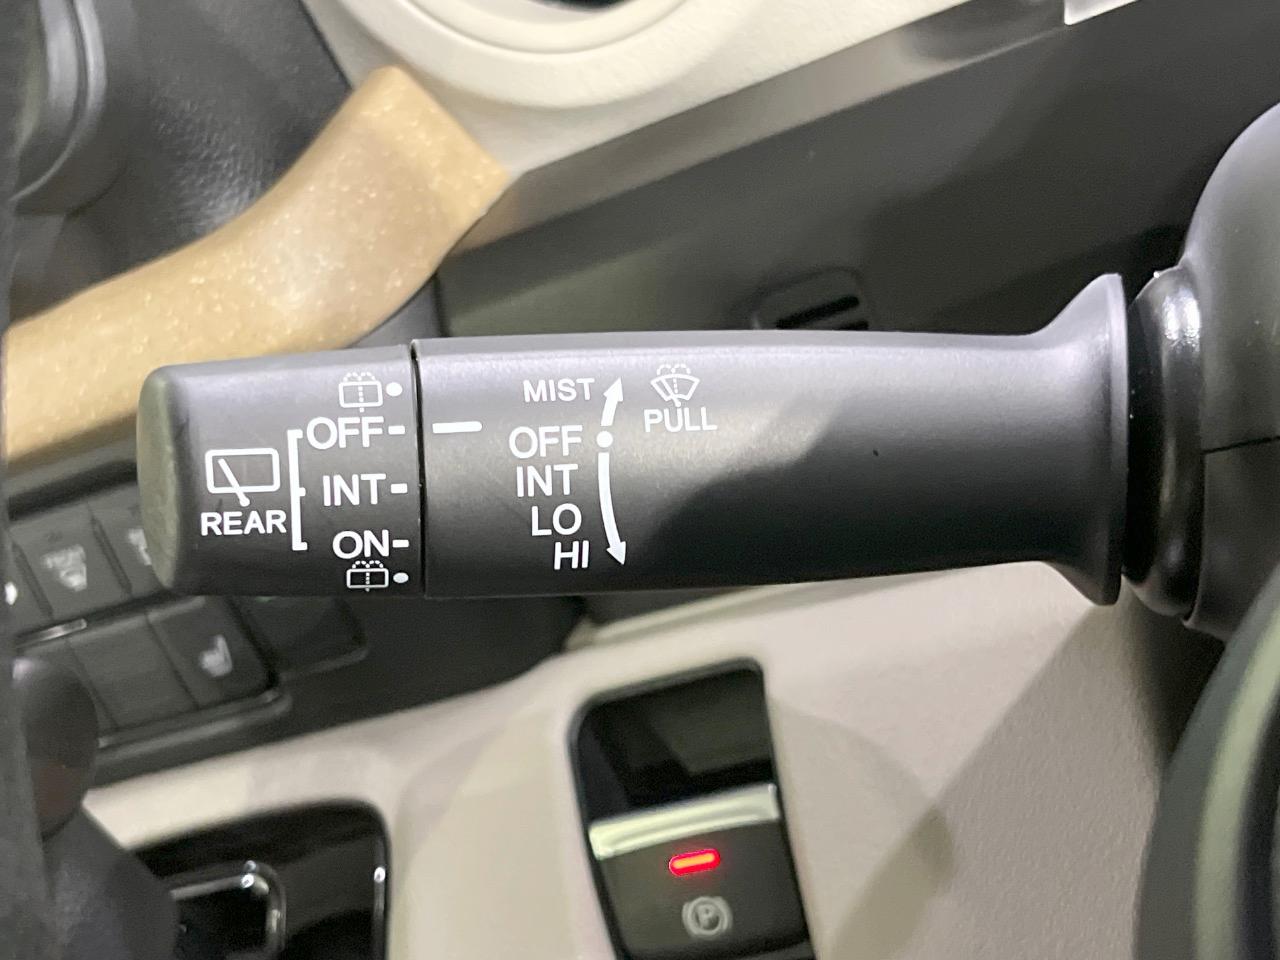 MIST
PULL
OFF
INT
LO
HI
REAR
OFF
INT
ON
P